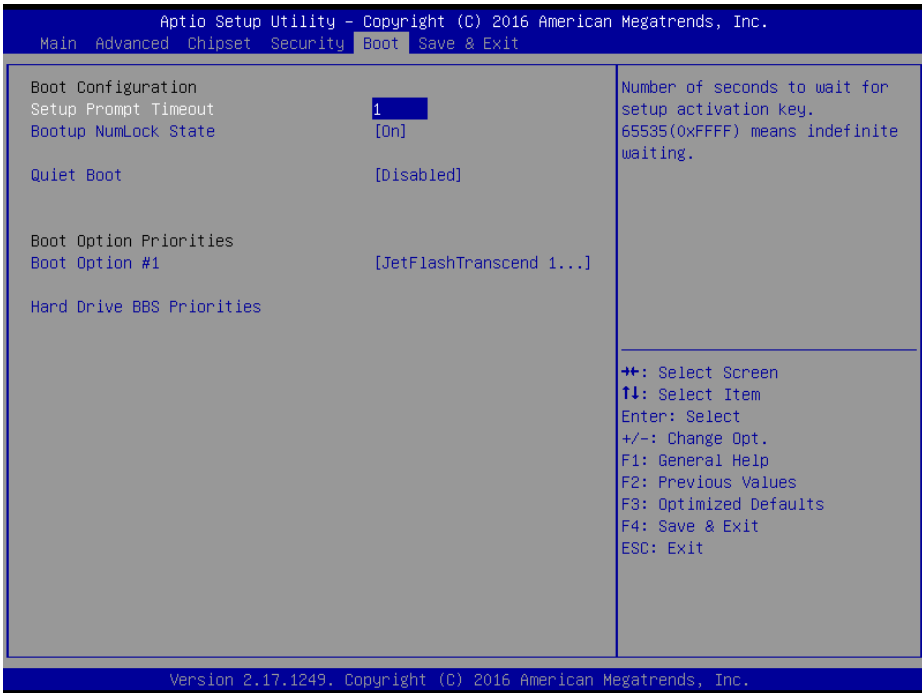 Aptio Setup Utility – Copyright (C) 2016 American Megatrends, Inc.
Main Advanced Chipset Security Boot Save & Exit
Boot Configuration
Setup Prompt Timeout 1
Bootup NumLock State [On]
Quiet Boot [Disabled]
Boot Option Priorities
Boot Option #1 [JetFlashTranscend 1...]
Hard Drive BBS Priorities
Number of seconds to wait for
setup activation key.
65535(0xFFFF) means indefinite
waiting.
→←: Select Screen
↑↓: Select Item
Enter: Select
+/-: Change Opt.
F1: General Help
F2: Previous Values
F3: Optimized Defaults
F4: Save & Exit
ESC: Exit
Version 2.17.1249. Copyright (C) 2016 American Megatrends, Inc.